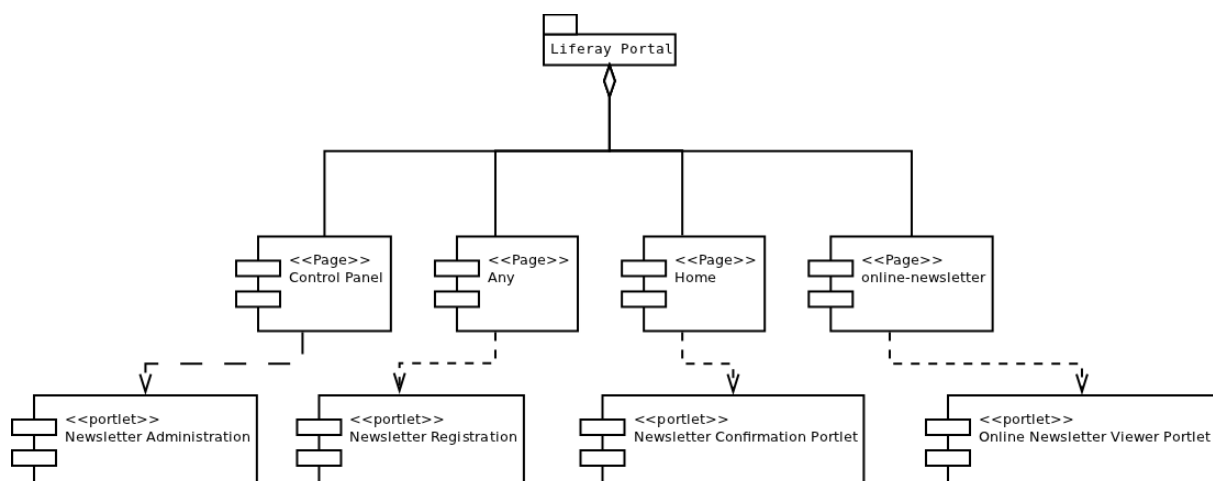 Liferay Portal
<<Page>>
Control Panel
<<Page>>
Any
<<Page>>
Home
<<Page>>
online-newsletter
<<portlet>>
Newsletter Administration
<<portlet>>
Newsletter Registration
<<portlet>>
Newsletter Confirmation Portlet
<<portlet>>
Online Newsletter Viewer Portlet